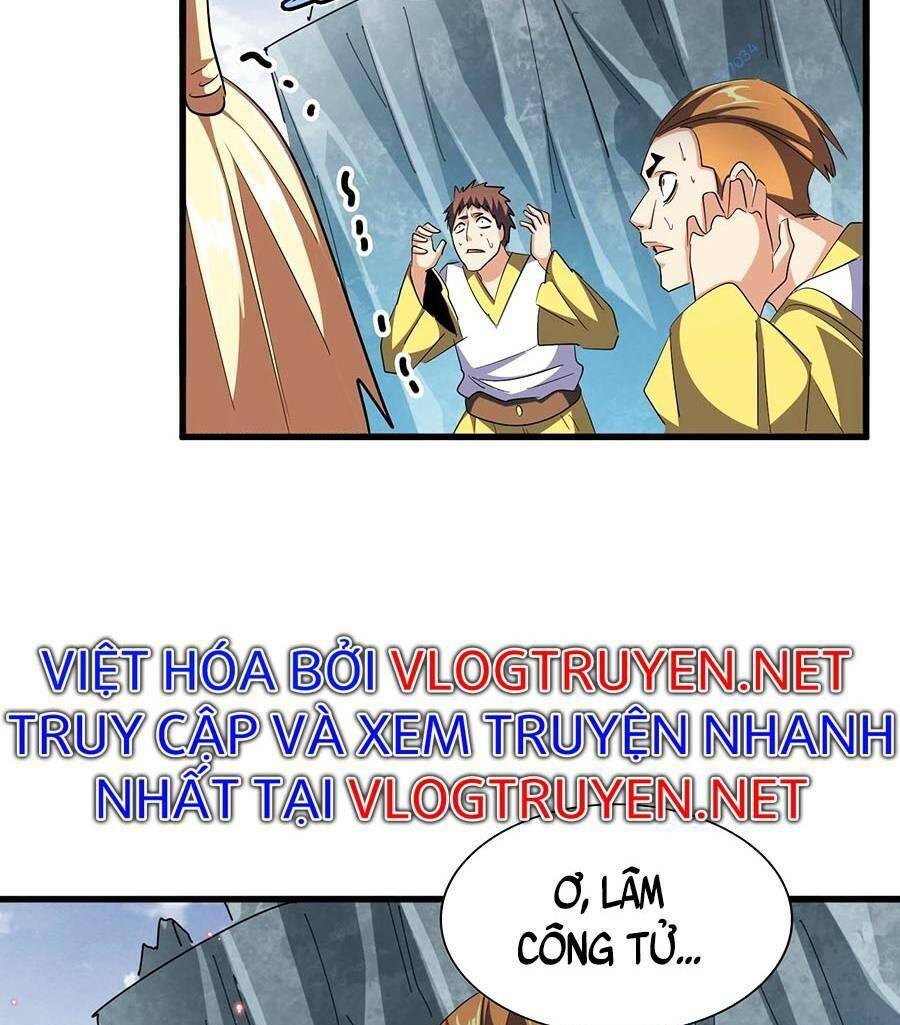 VIỆT HÓA BỞI VLOGTRUYEN.NET
TRUY CẬP VÀ XEM TRUYỆN NHANH
NHẤT TẠI VLOGTRUYEN.NET
Ơ, LÂM
CÔNG TỬ...